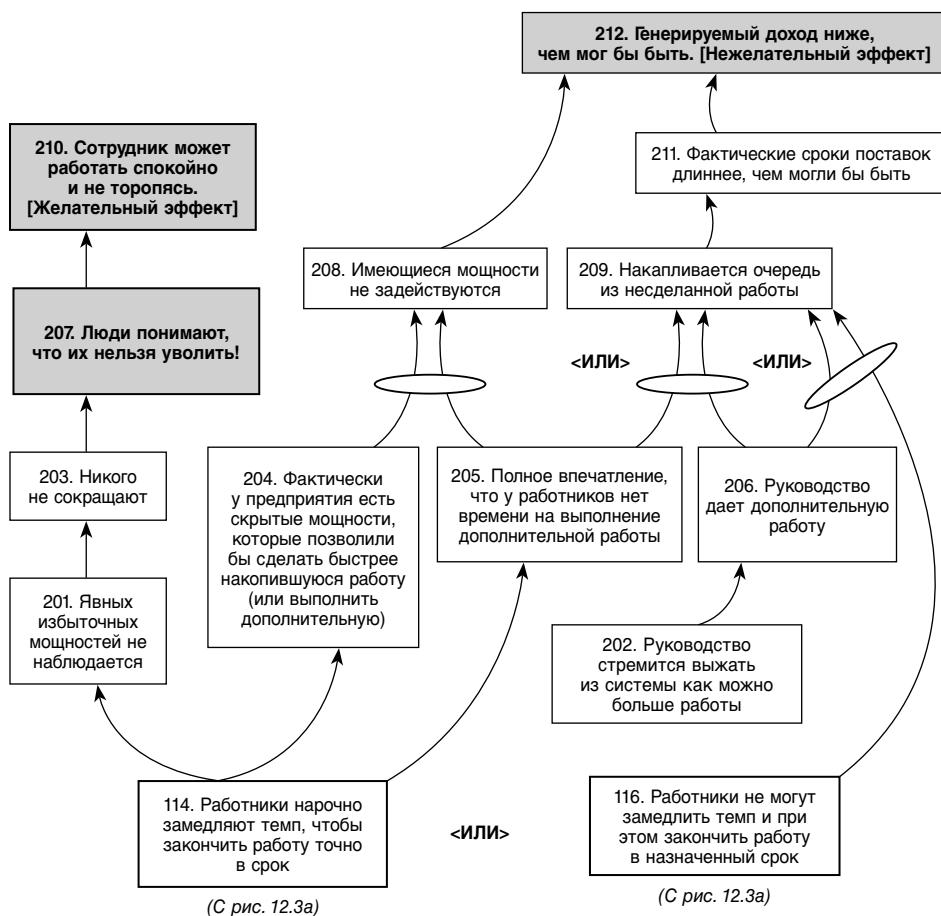 212. Генерируемый доход ниже,
чем мог бы быть. [Нежелательный эффект]
210. Сотрудник может
работать спокойно
и не торопясь.
[Желательный эффект]
211. Фактические сроки поставок
длиннее, чем могли бы быть
208. Имеющиеся мощности
не задействуются
209. Накапливается очередь
из несделанной работы
207. Люди понимают,
что их нельзя уволить!
<ИЛИ>
<ИЛИ>
203. Никого
не сокращают
204. Фактически
у предприятия есть
скрытые мощности,
которые позволили
бы сделать быстрее
накопившуюся работу
(или выполнить
дополнительную)
205. Полное впечатление,
что у работников нет
времени на выполнение
дополнительной работы
206. Руководство
дает дополнительную
работу
201. Явных
избыточных
мощностей не
наблюдается
202. Руководство
стремится выжать
из системы как можно
больше работы
114. Работники нарочно
замедляют темп, чтобы
закончить работу точно
в срок
<ИЛИ>
116. Работники не могут
замедлить темп и при
этом закончить работу
в назначенный срок
(С рис. 12.3а)
(С рис. 12.3а)